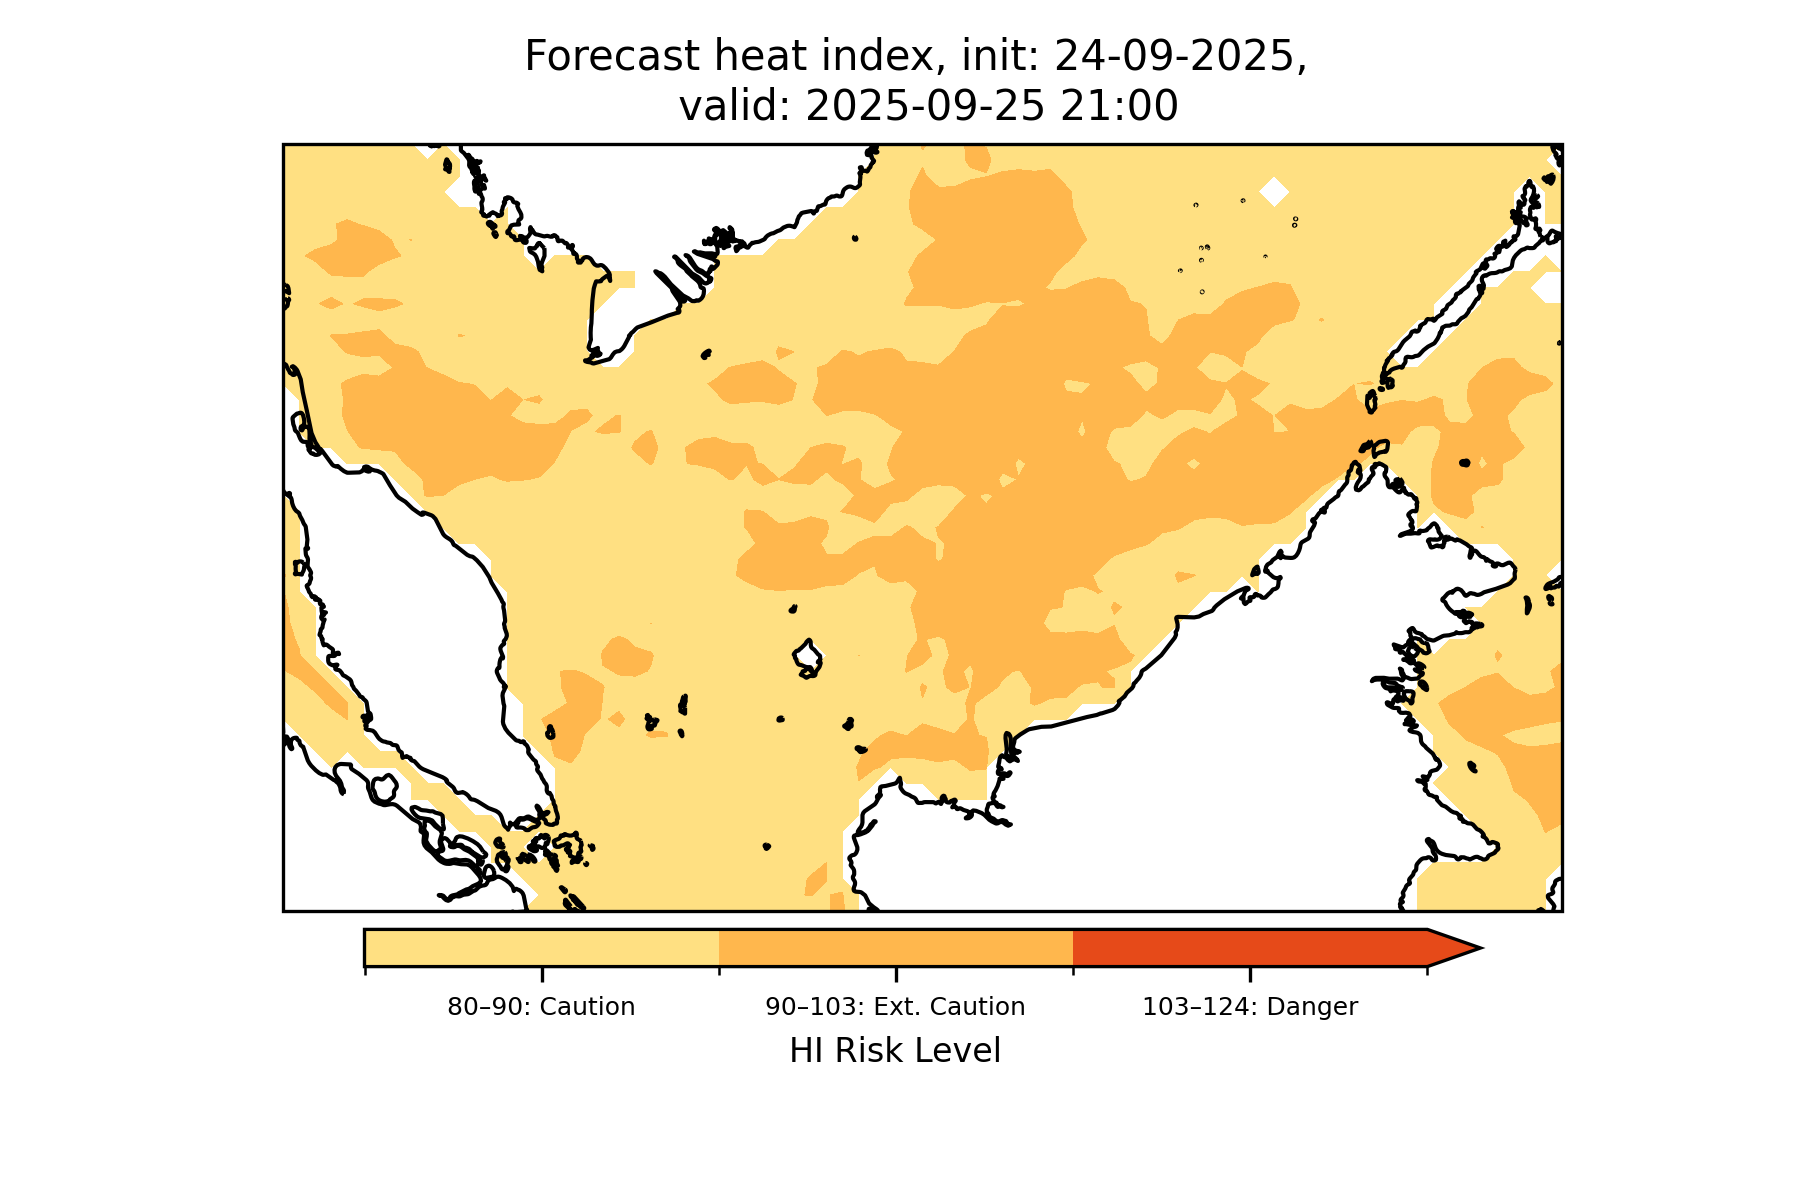 Forecast heat index, init: 24-09-2025,
valid: 2025-09-25 21:00
80–90: Caution
90–103: Ext. Caution
103–124: Danger
HI Risk Level